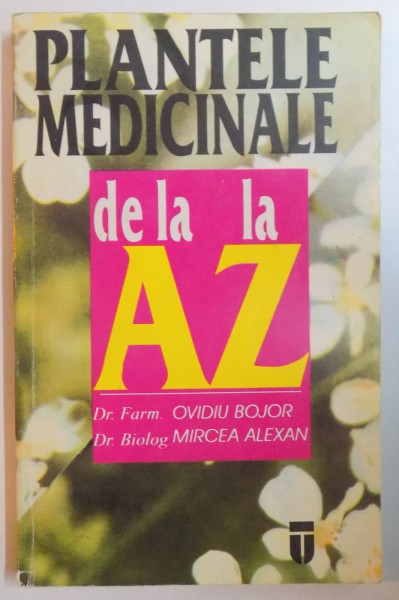 PLANTELE
MEDICINALE
de la la
AZ
Dr. Farm. OVIDIU BOJOR
Dr. Biolog MIRCEA ALEXAN